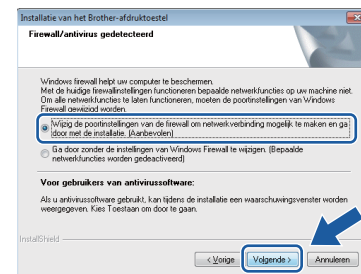 Installatie van het Brother-afdruktoestel
Firewall/antivirus gedetecteerd
Windows firewall helpt uw computer te beschermen.
Met de huidige firewallinstellingen functioneren bepaalde netwerkfuncties op uw machine niet.
Om alle netwerkfuncties te laten functioneren, moeten de poortinstellingen van Windows
Firewall gewijzigd worden.
Wijzig de poortinstellingen van de firewall om netwerkverbinding mogelijk te maken en ga
door met de installatie. (Aanbevolen)
Ga door zonder de instellingen van Windows Firewall te wijzigen. (Bepaalde
netwerkfuncties worden gedeactiveerd)
Voor gebruikers van antivirussoftware:
Als u antivirussoftware gebruikt, kan tijdens de installatie een waarschuwingsvenster worden
weergegeven. Kies Toestaan om door te gaan.
InstallShield
< Vorige
Volgende >
Annuleren